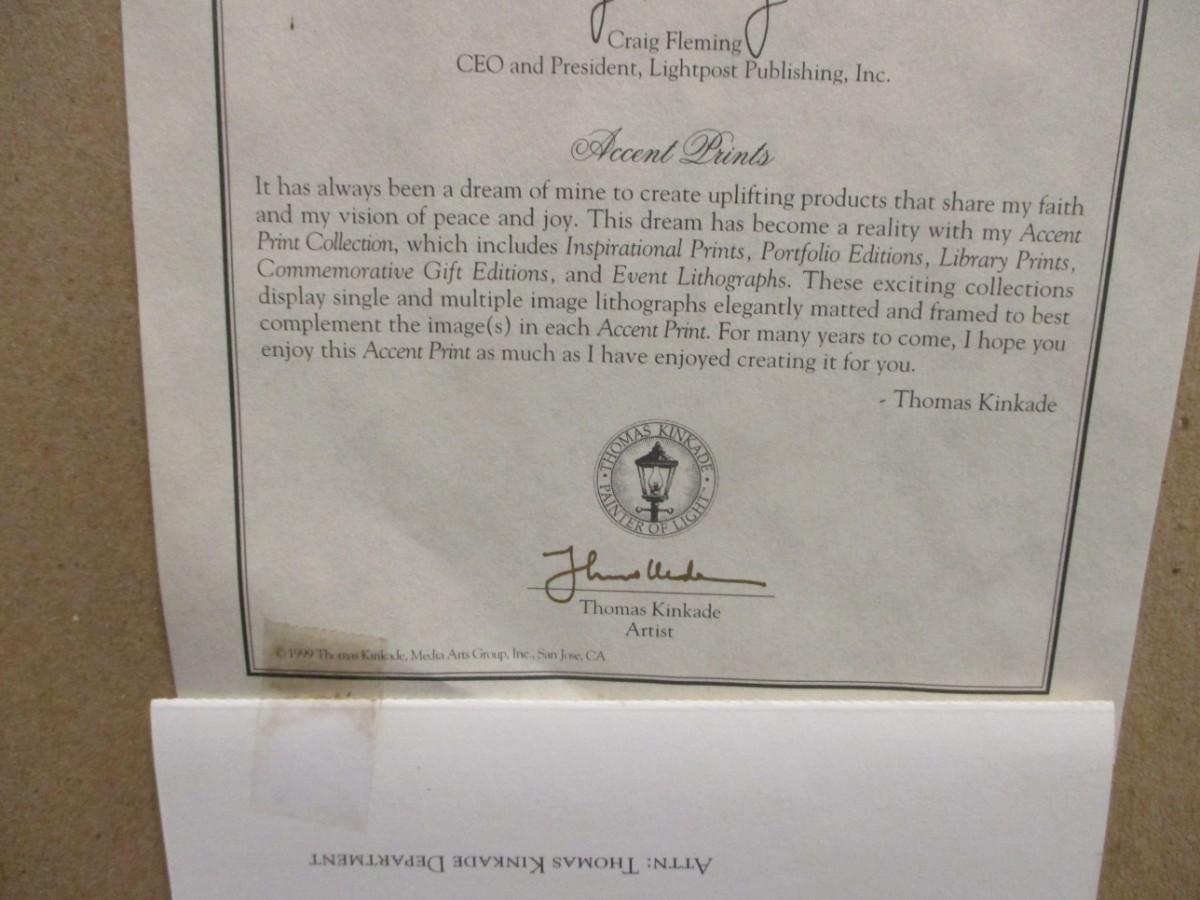 Craig Fleming
CEO and President, Lightpost Publishing, Inc.
Accent Prints
It has always been a dream of mine to create uplifting products that share my faith
and my vision of peace and joy. This dream has become a reality with my Accent
Print Collection, which includes Inspirational Prints, Portfolio Editions, Library Prints,
Commemorative Gift Editions, and Event Lithographs. These exciting collections
display single and multiple image lithographs elegantly matted and framed to best
complement the image(s) in each Accent Print. For many years to come, I hope you
enjoy this Accent Print as much as I have enjoyed creating it for you.
- Thomas Kinkade
• THOMAS KINKADE •
PAINTER OF LIGHT™
Thomas Kinkade
Artist
©1999 Thomas Kinkade, Media Arts Group, Inc., San Jose, CA
ATTN: THOMAS KINKADE DEPARTMENT